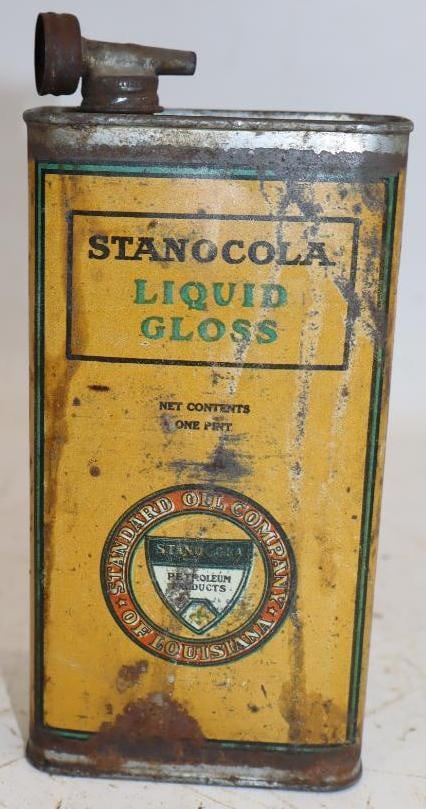 STANOCOLA
LIQUID
GLOSS
NET CONTENTS
ONE PINT
STANDARD OIL COMPANY
OF LOUISIANA
STANOCOLA
PETROLEUM
PRODUCTS